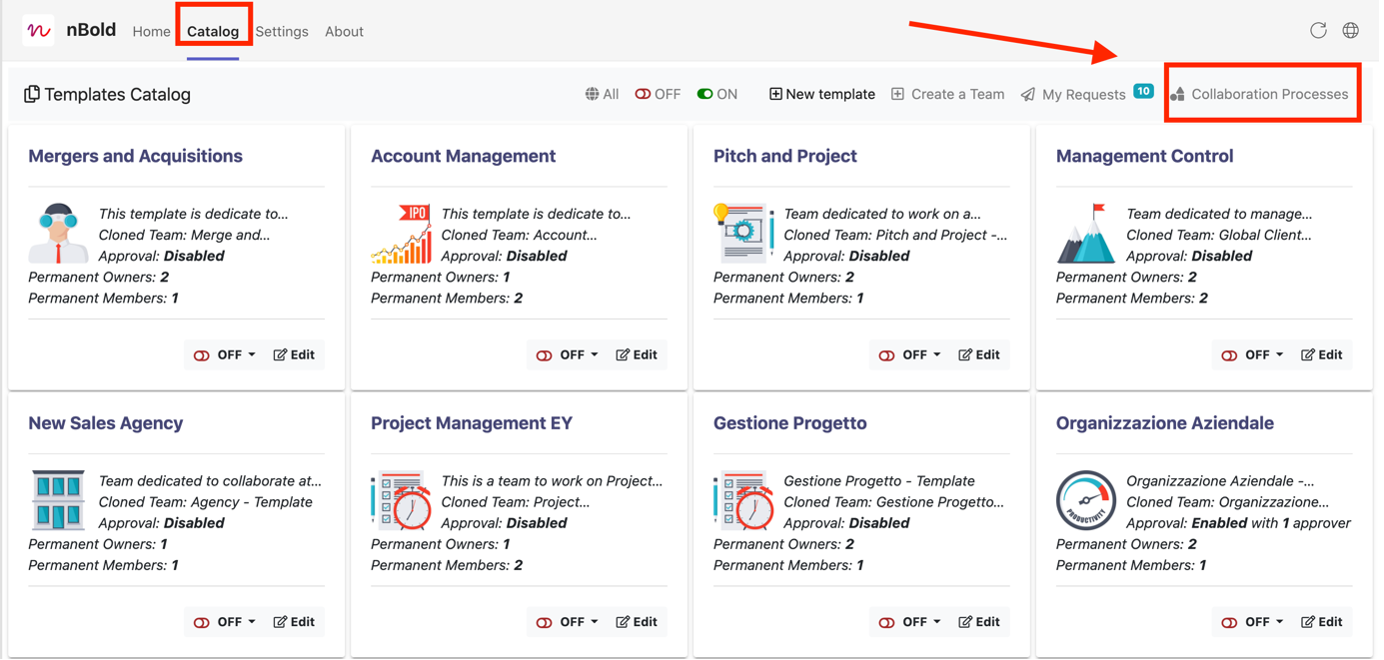 nBold Home Catalog Settings About
Templates Catalog All OFF ON New template Create a Team My Requests 10 Collaboration Processes
Mergers and Acquisitions
This template is dedicate to...
Cloned Team: Merge and...
Approval: Disabled
Permanent Owners: 2
Permanent Members: 1
OFF Edit
Account Management
IPO
This template is dedicate to...
Cloned Team: Account...
Approval: Disabled
Permanent Owners: 1
Permanent Members: 2
OFF Edit
Pitch and Project
Team dedicated to work on a...
Cloned Team: Pitch and Project -...
Approval: Disabled
Permanent Owners: 2
Permanent Members: 1
OFF Edit
Management Control
Team dedicated to manage...
Cloned Team: Global Client...
Approval: Disabled
Permanent Owners: 2
Permanent Members: 2
OFF Edit
New Sales Agency
Team dedicated to collaborate at...
Cloned Team: Agency - Template
Approval: Disabled
Permanent Owners: 1
Permanent Members: 1
OFF Edit
Project Management EY
This is a team to work on Project...
Cloned Team: Project...
Approval: Disabled
Permanent Owners: 1
Permanent Members: 2
OFF Edit
Gestione Progetto
Gestione Progetto - Template
Cloned Team: Gestione Progetto...
Approval: Disabled
Permanent Owners: 2
Permanent Members: 1
OFF Edit
Organizzazione Aziendale
PRODUCTIVITY
Organizzazione Aziendale -...
Cloned Team: Organizzazione...
Approval: Enabled with 1 approver
Permanent Owners: 2
Permanent Members: 1
OFF Edit